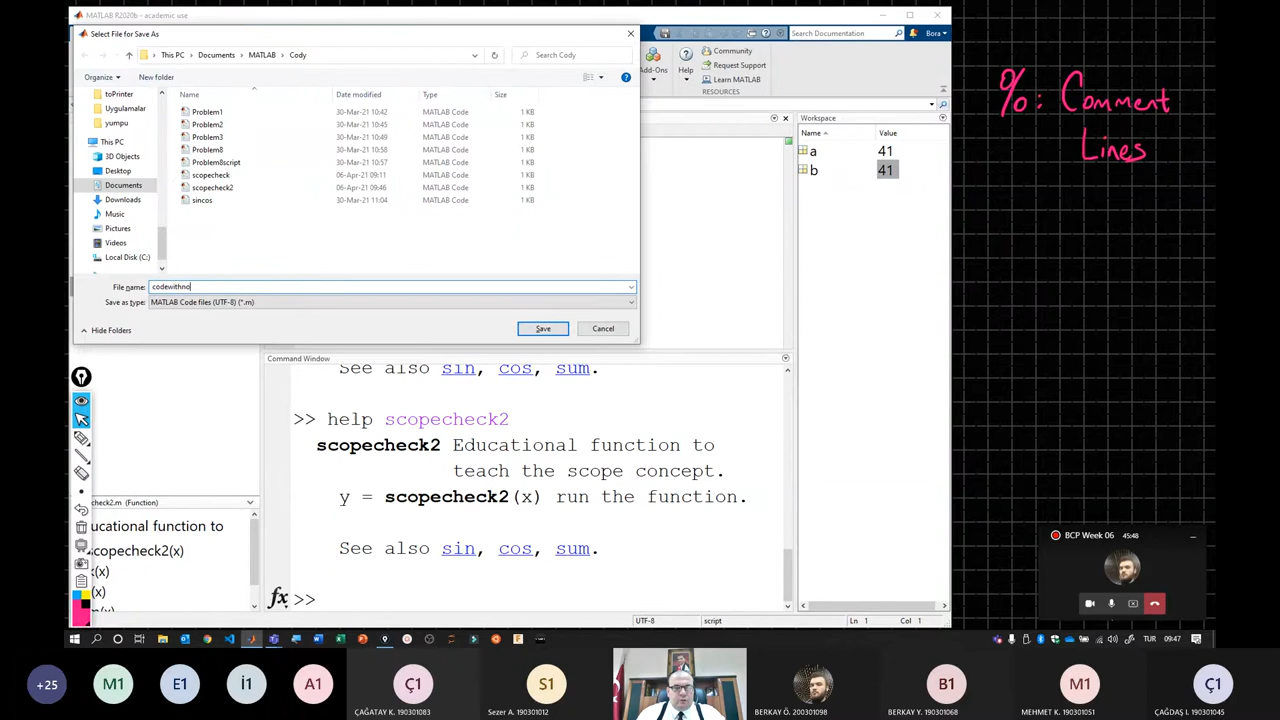 MATLAB R2020b - academic use
Select File for Save As
This PC > Documents > MATLAB > Cody
Search Cody
Search Documentation
Bora
Organize
New folder
Community
Request Support
Learn MATLAB
Add-Ons
Help
RESOURCES
Name
Date modified
Type
Size
toPrinter
Uygulamalar
yumpu
This PC
3D Objects
Desktop
Documents
Downloads
Music
Pictures
Videos
Local Disk (C:)
Problem1 30-Mar-21 10:42 MATLAB Code 1 KB
Problem2 30-Mar-21 10:45 MATLAB Code 1 KB
Problem3 30-Mar-21 10:49 MATLAB Code 1 KB
Problem8 30-Mar-21 10:58 MATLAB Code 1 KB
Problem8script 30-Mar-21 10:57 MATLAB Code 1 KB
scopecheck 06-Apr-21 09:11 MATLAB Code 1 KB
scopecheck2 06-Apr-21 09:46 MATLAB Code 1 KB
sincos 30-Mar-21 11:04 MATLAB Code 1 KB
File name: codewithno
Save as type: MATLAB Code files (UTF-8) (*.m)
Hide Folders
Save
Cancel
Workspace
Name Value
a 41
b 41
%: Comment
Lines
Command Window
See also sin, cos, sum.
>> help scopecheck2
scopecheck2 Educational function to
teach the scope concept.
y = scopecheck2(x) run the function.
See also sin, cos, sum.
fx >>
check2.m (Function)
ucational function to
scopecheck2(x)
k(x)
(x)
UTF-8
script
Ln 1
Col 1
BCP Week 06 45:48
TUR 09:47
+25
M1
E1
İ1
A1
Ç1
ÇAĞATAY K. 190301083
S1
Sezer A. 190301012
BERKAY Ö. 200301098
B1
BERKAY Y. 190301068
M1
MEHMET K. 190301051
Ç1
ÇAĞDAŞ I. 190301245